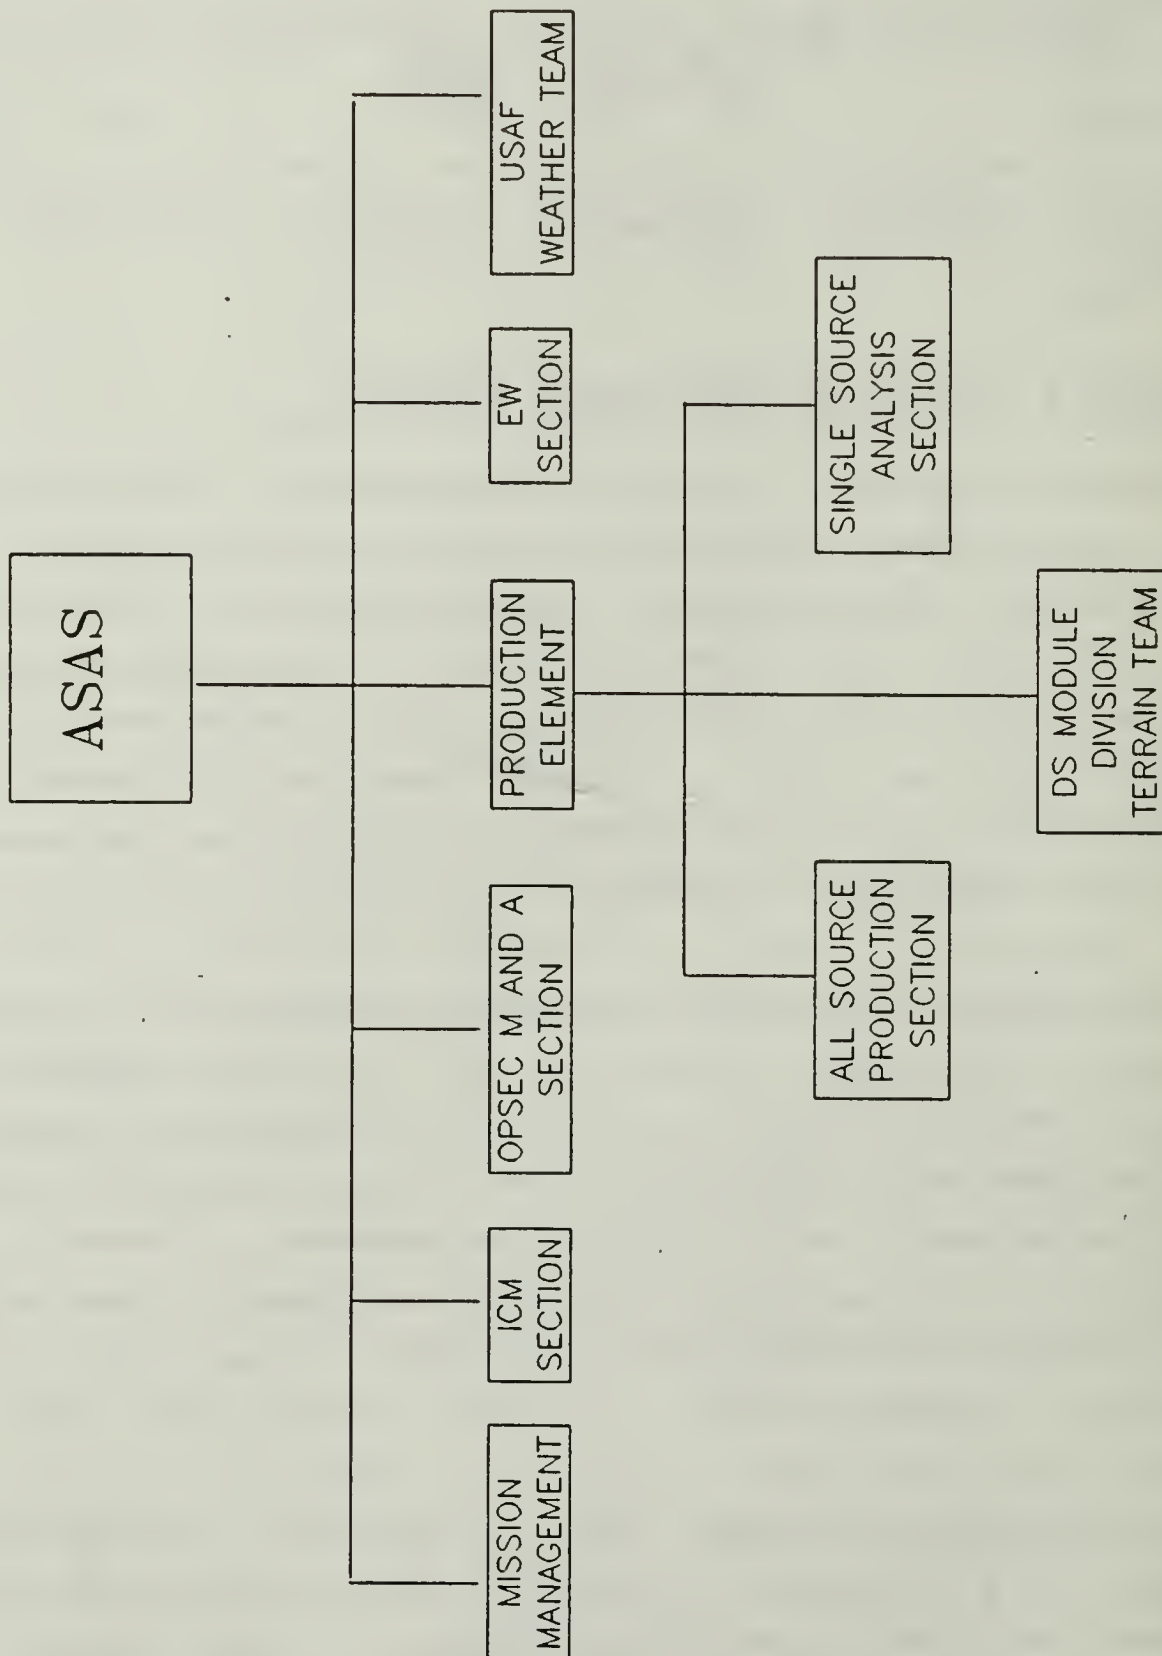 ASAS
MISSION
MANAGEMENT
ICM
SECTION
OPSEC M AND A
SECTION
PRODUCTION
ELEMENT
EW
SECTION
USAF
WEATHER TEAM
ALL SOURCE
PRODUCTION
SECTION
SINGLE SOURCE
ANALYSIS
SECTION
DS MODULE
DIVISION
TERRAIN TEAM